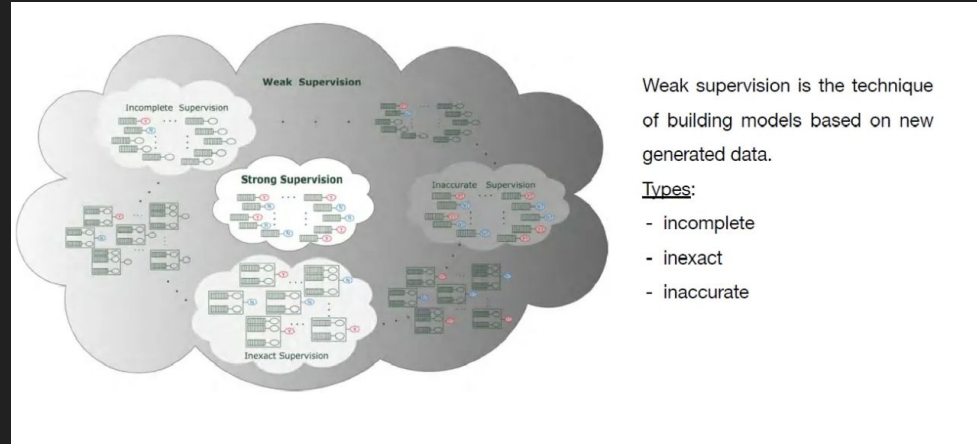 Weak Supervision
Incomplete Supervision
Strong Supervision
Inaccurate Supervision
Inexact Supervision
Weak supervision is the technique
of building models based on new
generated data.
Types:
- incomplete
- inexact
- inaccurate